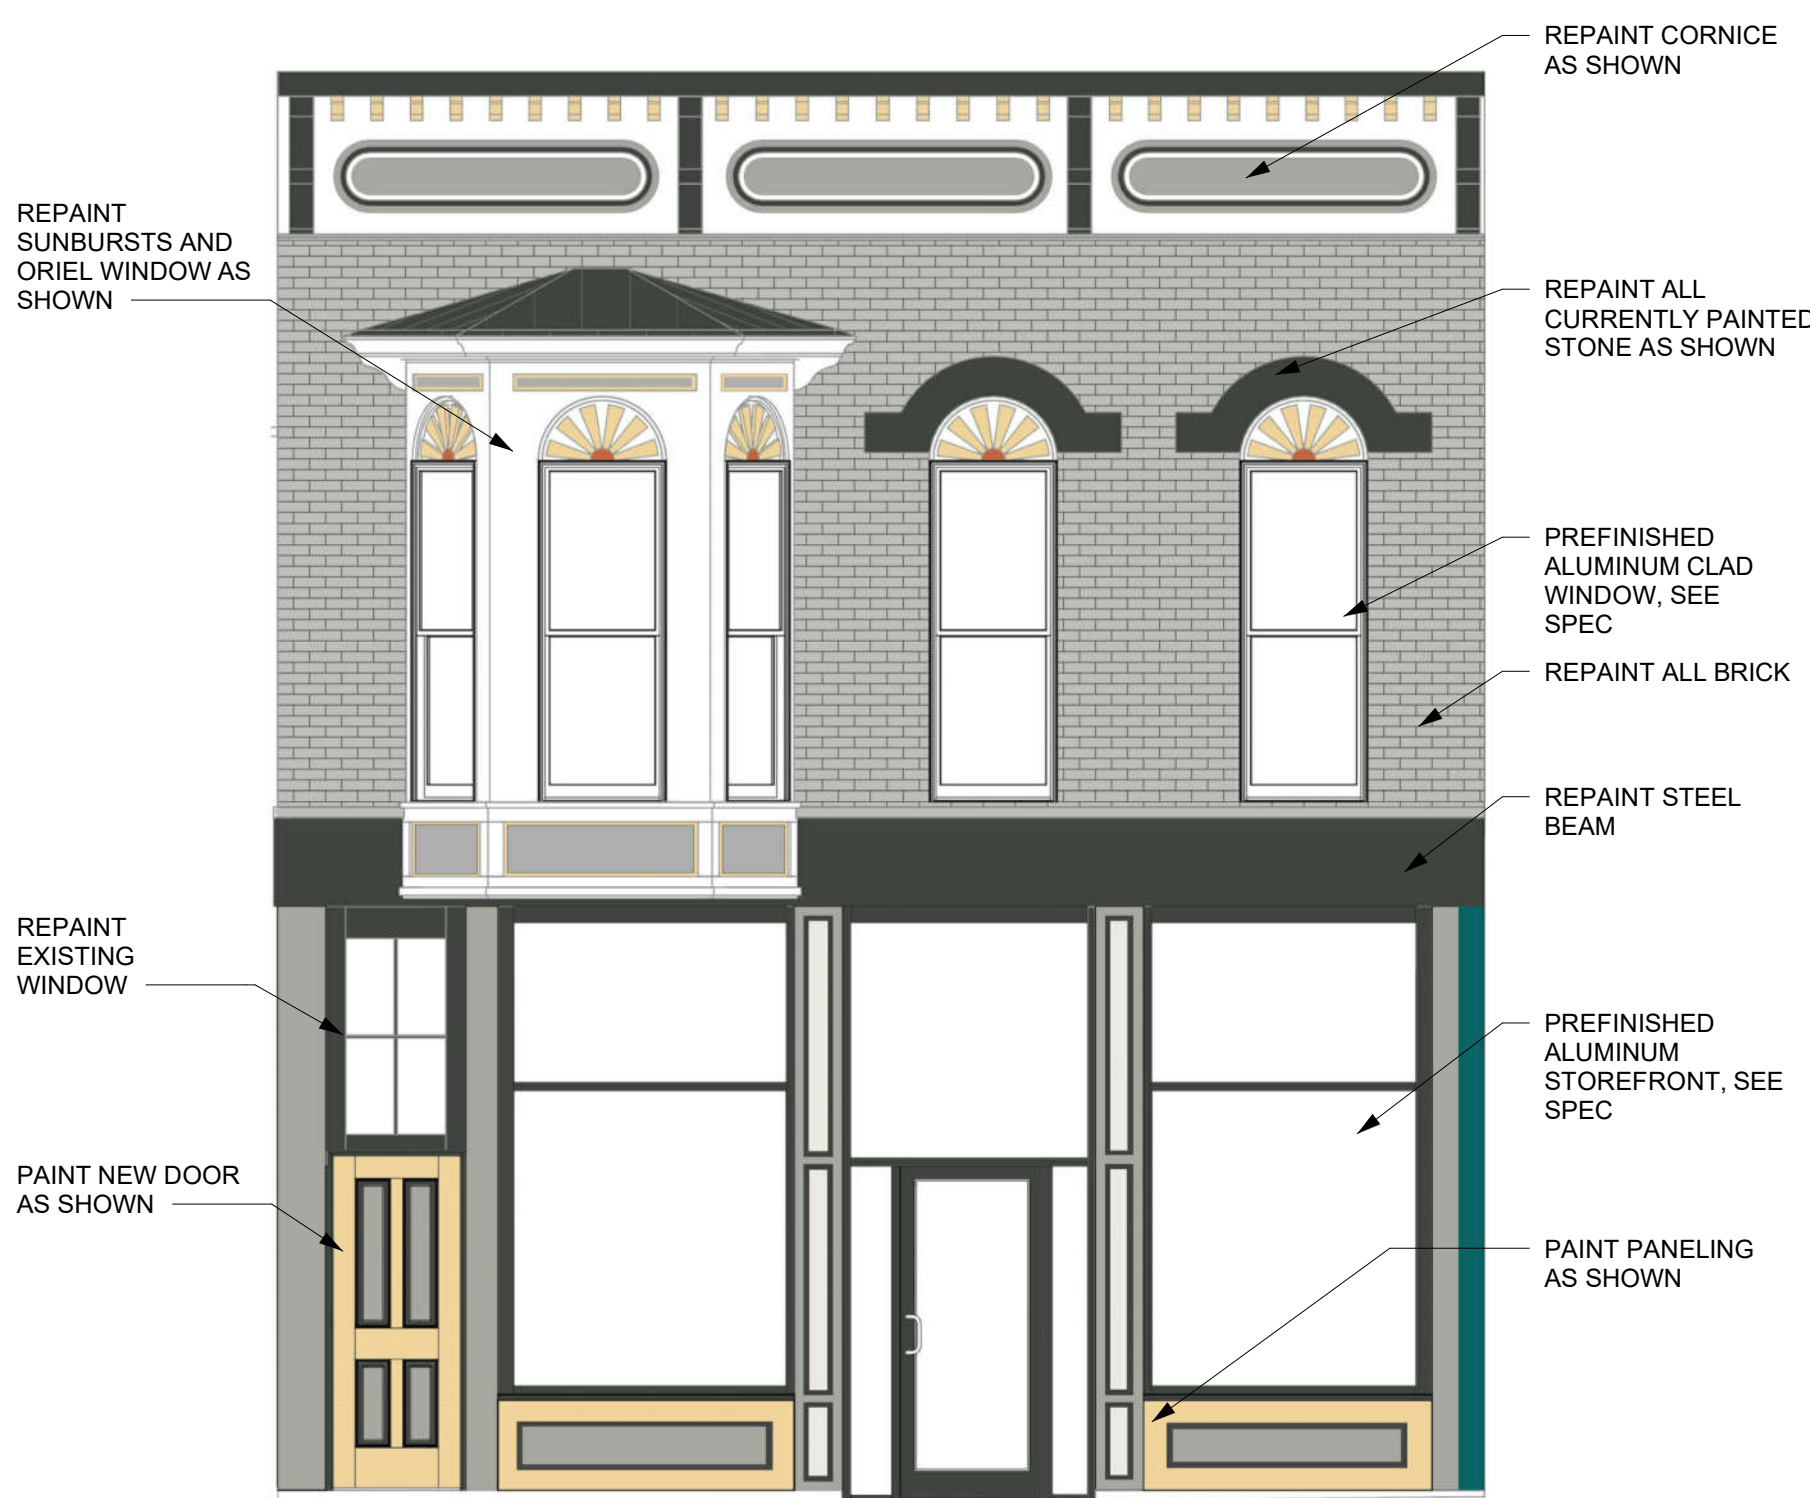 REPAINT CORNICE
AS SHOWN
REPAINT
SUNBURSTS AND
ORIEL WINDOW AS
SHOWN
REPAINT ALL
CURRENTLY PAINTED
STONE AS SHOWN
PREFINISHED
ALUMINUM CLAD
WINDOW, SEE
SPEC
REPAINT ALL BRICK
REPAINT STEEL
BEAM
REPAINT
EXISTING
WINDOW
PREFINISHED
ALUMINUM
STOREFRONT, SEE
SPEC
PAINT NEW DOOR
AS SHOWN
PAINT PANELING
AS SHOWN